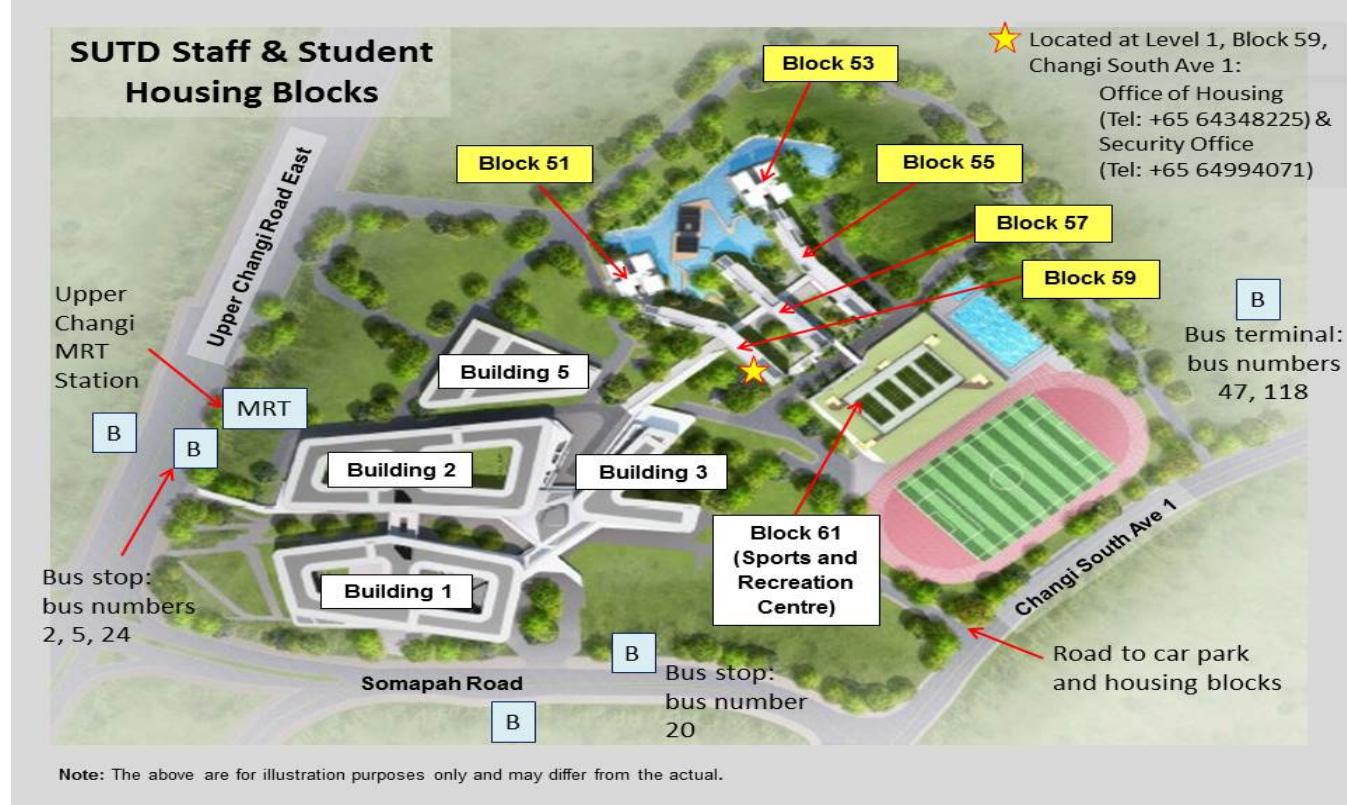 SUTD Staff & Student
Housing Blocks
Located at Level 1, Block 59,
Changi South Ave 1:
Office of Housing
(Tel: +65 64348225) &
Security Office
(Tel: +65 64994071)
Block 53
Block 51
Block 55
Block 57
Block 59
Upper Changi Road East
Upper
Changi
MRT
Station
MRT
B
B
B
Bus terminal:
bus numbers
47, 118
Building 5
Building 2
Building 3
Building 1
Block 61
(Sports and
Recreation
Centre)
Changi South Ave 1
Bus stop:
bus numbers
2, 5, 24
Road to car park
and housing blocks
B
Bus stop:
bus number
20
Somapah Road
B
Note: The above are for illustration purposes only and may differ from the actual.